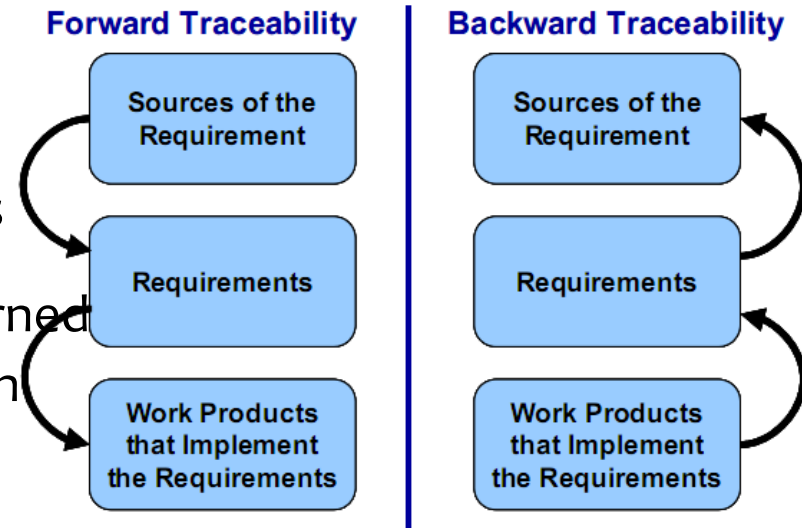 Forward Traceability
Sources of the
Requirement
Requirements
Work Products
that Implement
the Requirements
Backward Traceability
Sources of the
Requirement
Requirements
Work Products
that Implement
the Requirements